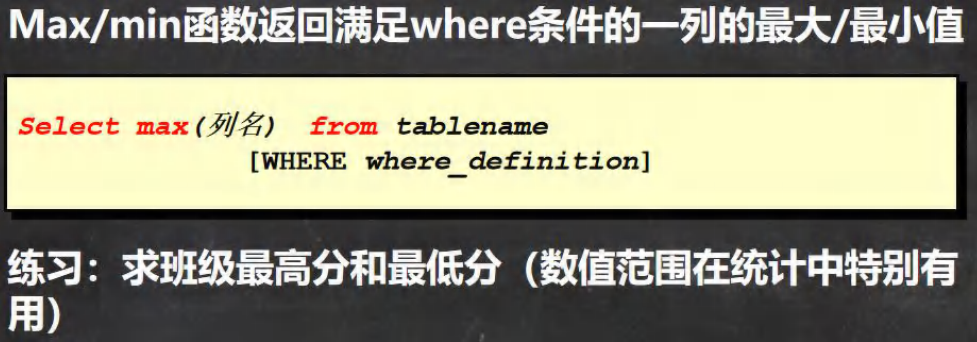 Max/min函数返回满足where条件的一列的最大/最小值
Select max(列名) from tablename
[WHERE where_definition]
练习：求班级最高分和最低分（数值范围在统计中特别有
用）